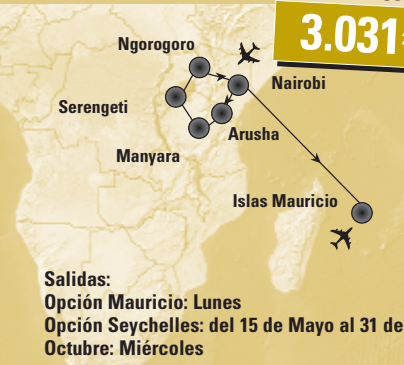 3.031
Ngorogoro
Nairobi
Serengeti
Arusha
Manyara
Islas Mauricio
Salidas:
Opción Mauricio: Lunes
Opción Seychelles: del 15 de Mayo al 31 de
Octubre: Miércoles